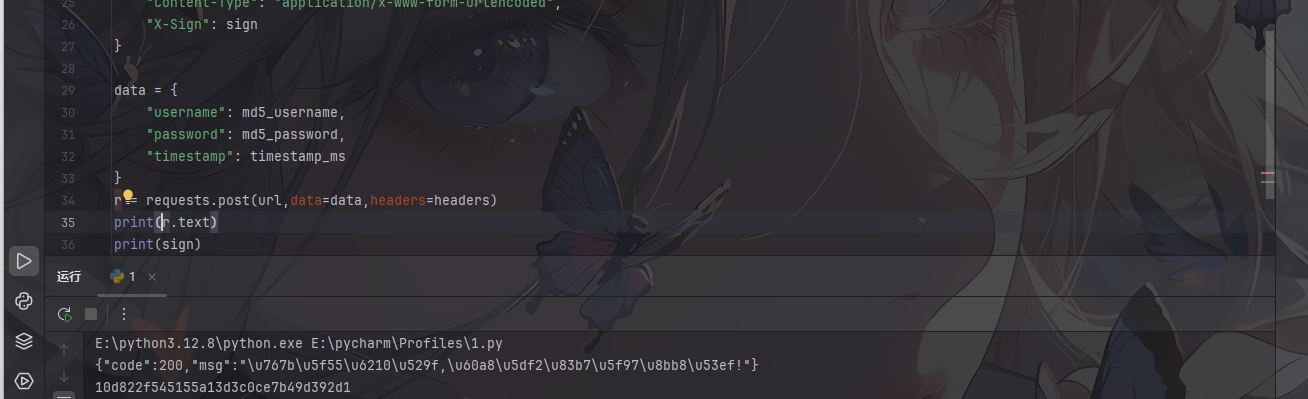 25 "Content-Type": "application/x-www-form-urlencoded",
26 "X-Sign": sign
27 }
28
29 data = {
30 "username": md5_username,
31 "password": md5_password,
32 "timestamp": timestamp_ms
33 }
34 r = requests.post(url,data=data,headers=headers)
35 print(r.text)
36 print(sign)
运行 1
E:\python3.12.8\python.exe E:\pycharm\Profiles\1.py
{"code":200,"msg":"\u767b\u5f55\u6210\u529f,\u60a8\u5df2\u83b7\u5f97\u8bb8\u53ef!"}
10d822f545155a13d3c0ce7b49d392d1